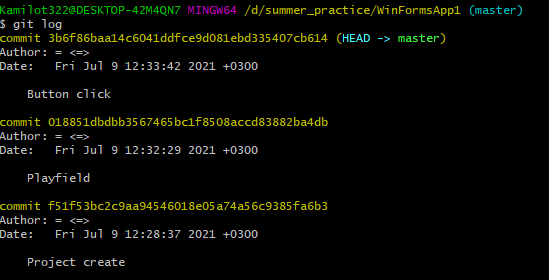 Kamilot322@DESKTOP-42M4QN7 MINGW64 /d/summer_practice/WinFormsApp1 (master)
$ git log
commit 3b6f86baa14c6041ddfce9d081ebd335407cb614 (HEAD -> master)
Author: = <=>
Date:   Fri Jul 9 12:33:42 2021 +0300
    Button click
commit 018851dbdbb3567465bc1f8508accd83882ba4db
Author: = <=>
Date:   Fri Jul 9 12:32:29 2021 +0300
    Playfield
commit f51f53bc2c9aa94546018e05a74a56c9385fa6b3
Author: = <=>
Date:   Fri Jul 9 12:28:37 2021 +0300
    Project create